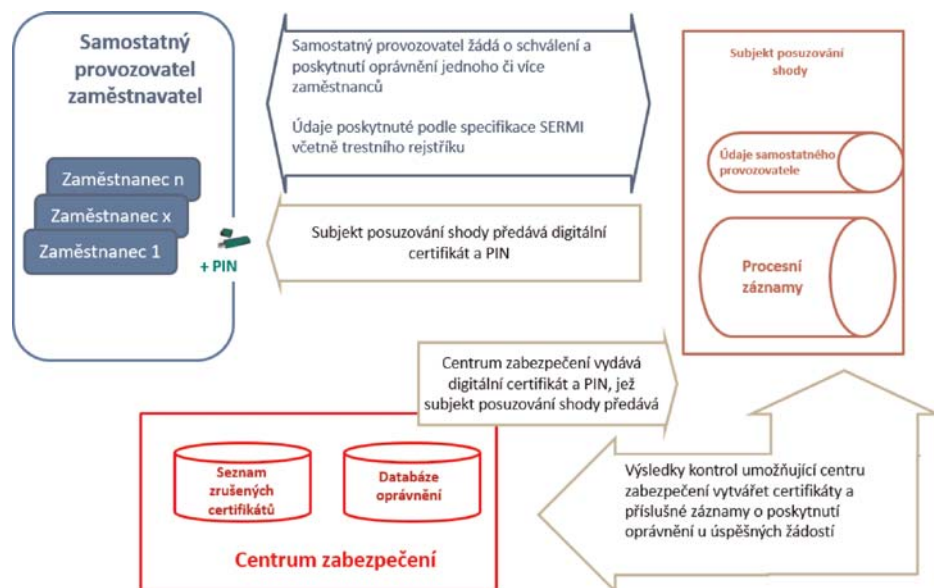 Samostatný
provozovatel
zaměstnavatel
Zaměstnanec n
Zaměstnanec x
Zaměstnanec 1
+ PIN
Samostatný provozovatel žádá o schválení a
poskytnutí oprávnění jednoho či více
zaměstnanců
Údaje poskytnuté podle specifikace SERMI
včetně trestního rejstříku
Subjekt posuzování shody předává digitální
certifikát a PIN
Subjekt posuzování
shody
Údaje samostatného
provozovatele
Procesní
záznamy
Centrum zabezpečení vydává
digitální certifikát a PIN, jež
subjekt posuzování shody předává
Seznam
zrušených
certifikátů
Databáze
oprávnění
Centrum zabezpečení
Výsledky kontrol umožňující centru
zabezpečení vytvářet certifikáty a
příslušné záznamy o poskytnutí
oprávnění u úspěšných žádostí